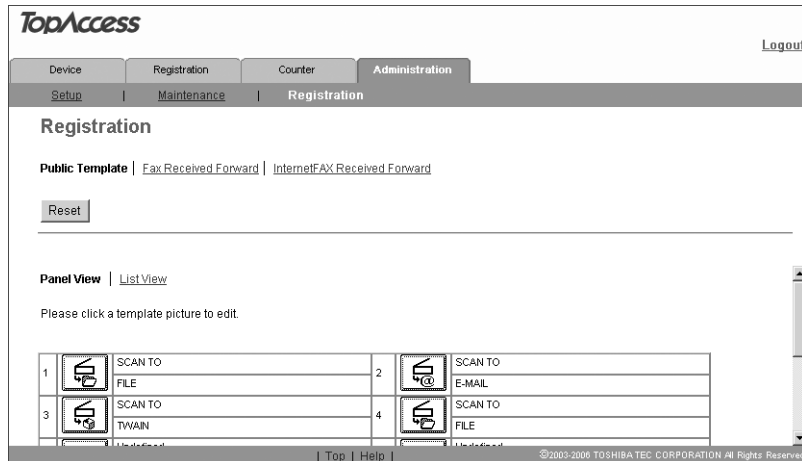 TopAccess
Logout
Device Registration Counter Administration
Setup | Maintenance | Registration
Registration
Public Template | Fax Received Forward | InternetFAX Received Forward
Reset
Panel View | List View
Please click a template picture to edit.
1 SCAN TO FILE
2 SCAN TO E-MAIL
3 SCAN TO TWAIN
4 SCAN TO FILE
| Top | Help |
©2003-2006 TOSHIBA TEC CORPORATION All Rights Reserved